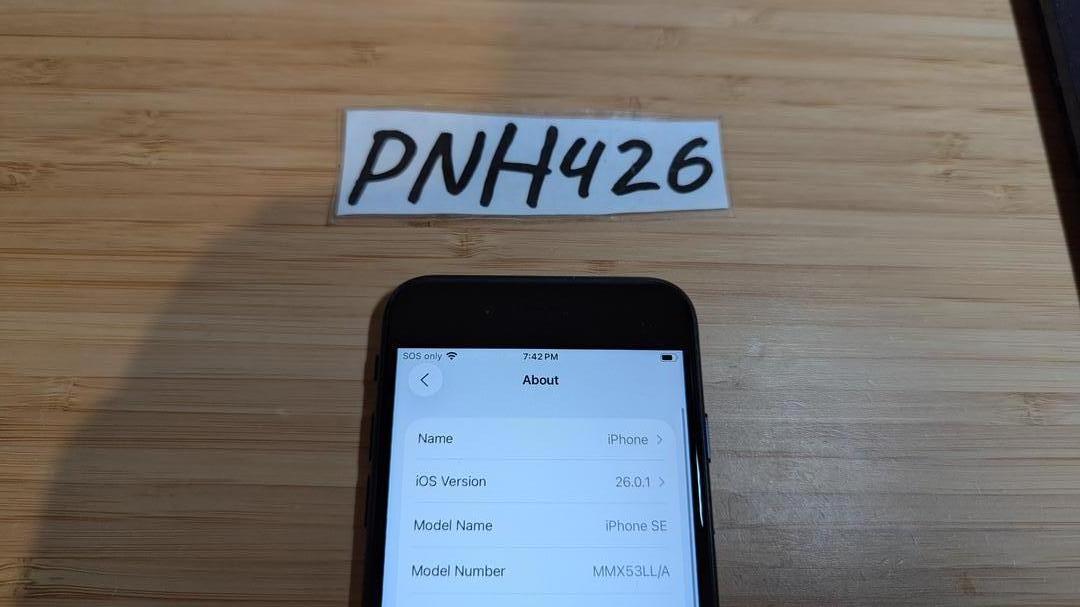 PNH426
SOS only 7:42 PM
About
Name iPhone
iOS Version 26.0.1
Model Name iPhone SE
Model Number MMX53LL/A